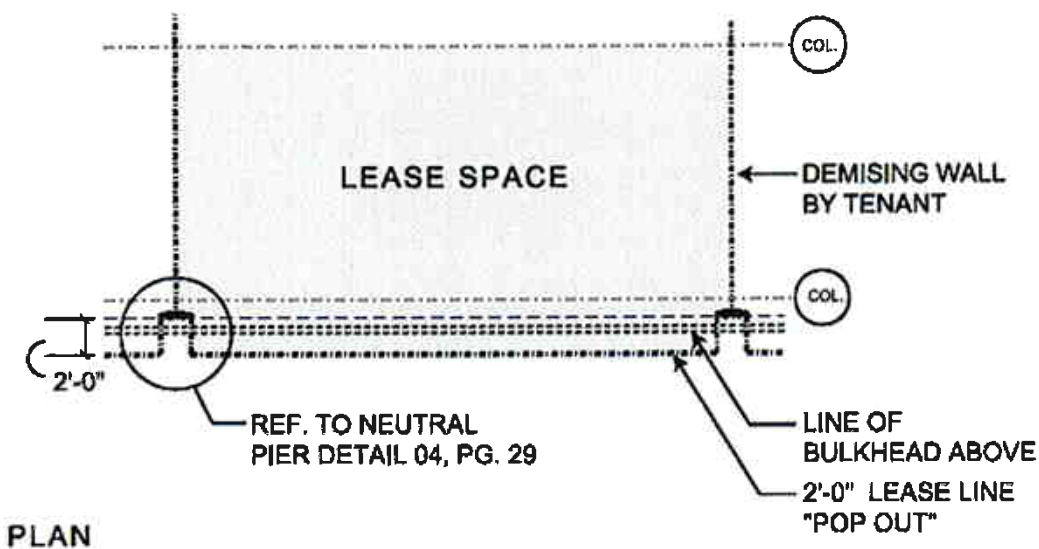 COL.
LEASE SPACE
DEMISING WALL
BY TENANT
COL.
2'-0"
REF. TO NEUTRAL
PIER DETAIL 04, PG. 29
LINE OF
BULKHEAD ABOVE
2'-0" LEASE LINE
"POP OUT"
PLAN